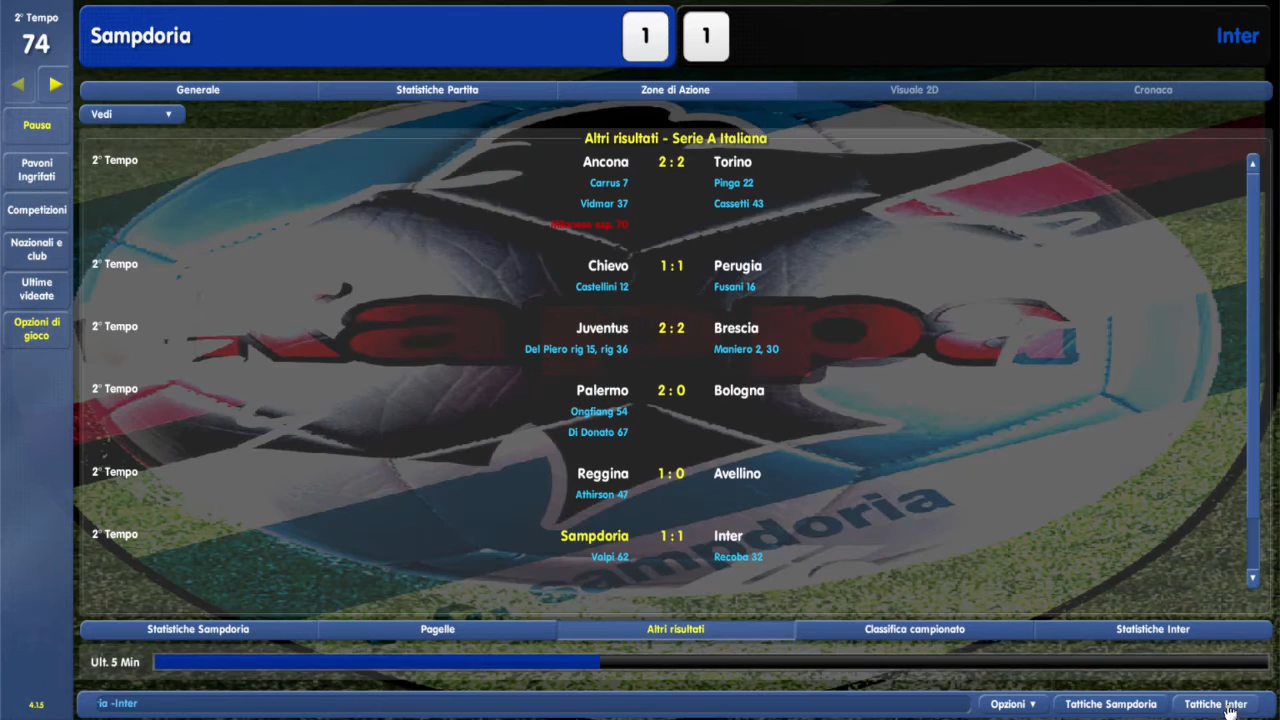 2° Tempo
74
Sampdoria 1 1 Inter
Generale Statistiche Partita Zone di Azione Visuale 2D Cronaca
Vedi
Pausa
Pavoni Ingrifati
Competizioni
Nazionali e club
Ultime videate
Opzioni di gioco
Altri risultati - Serie A Italiana
2° Tempo Ancona 2 : 2 Torino
Carrus 7 Pinga 22
Vidmar 37 Cassetti 43
esp 70
2° Tempo Chievo 1 : 1 Perugia
Castellini 12 Fusani 16
2° Tempo Juventus 2 : 2 Brescia
Del Piero rig 15, rig 36 Maniero 2, 30
2° Tempo Palermo 2 : 0 Bologna
Ongfiang 54
Di Donato 67
2° Tempo Reggina 1 : 0 Avellino
Athirson 47
2° Tempo Sampdoria 1 : 1 Inter
Volpi 62 Recoba 32
Sampdoria
Statistiche Sampdoria Pagelle Altri risultati Classifica campionato Statistiche Inter
Ult. 5 Min
4.1.5
ria -Inter Opzioni Tattiche Sampdoria Tattiche Inter